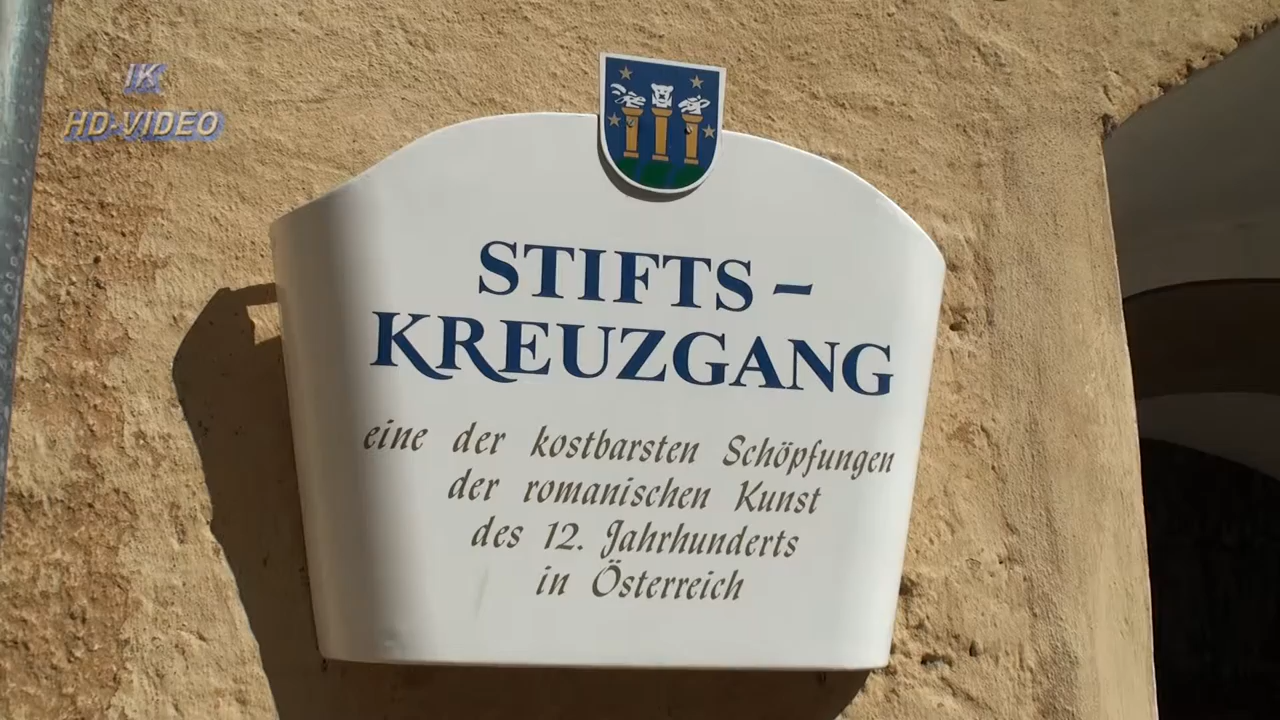 IK
HD-VIDEO
STIFTS-
KREUZGANG
eine der kostbarsten Schöpfungen
der romanischen Kunst
des 12. Jahrhunderts
in Österreich